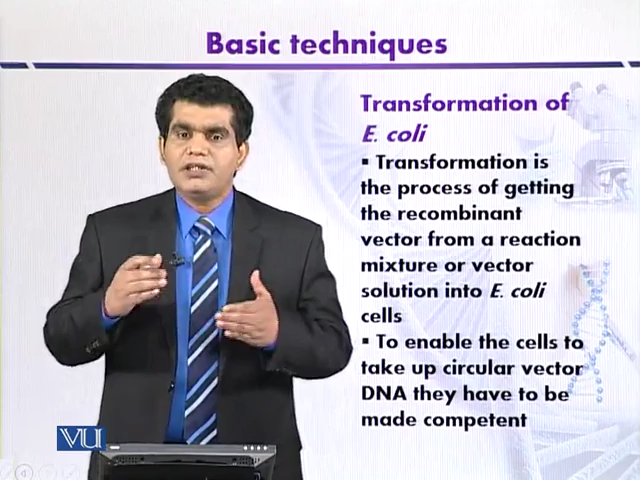 Basic techniques
Transformation of
E. coli
▪ Transformation is
the process of getting
the recombinant
vector from a reaction
mixture or vector
solution into E. coli
cells
▪ To enable the cells to
take up circular vector
DNA they have to be
made competent
VU